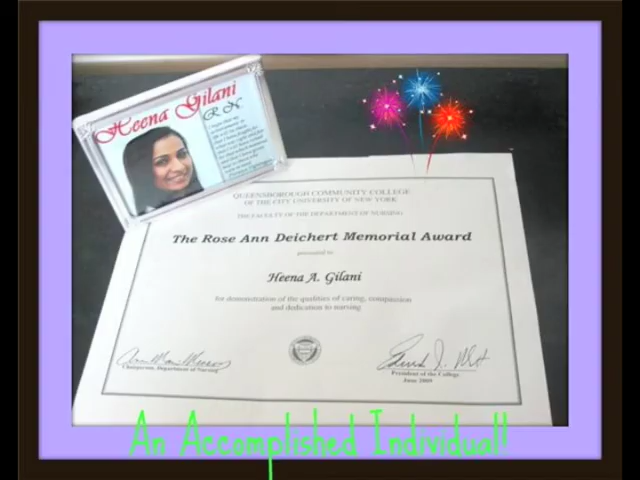 Heena Gilani
R.N.
QUEENSBOROUGH COMMUNITY COLLEGE
OF THE CITY UNIVERSITY OF NEW YORK
THE FACULTY OF THE DEPARTMENT OF NURSING
The Rose Ann Deichert Memorial Award
presented to
Heena A. Gilani
for demonstration of the qualities of caring, compassion
and dedication to nursing
Chairperson, Department of Nursing
President of the College
June 2009
An Accomplished Individual!